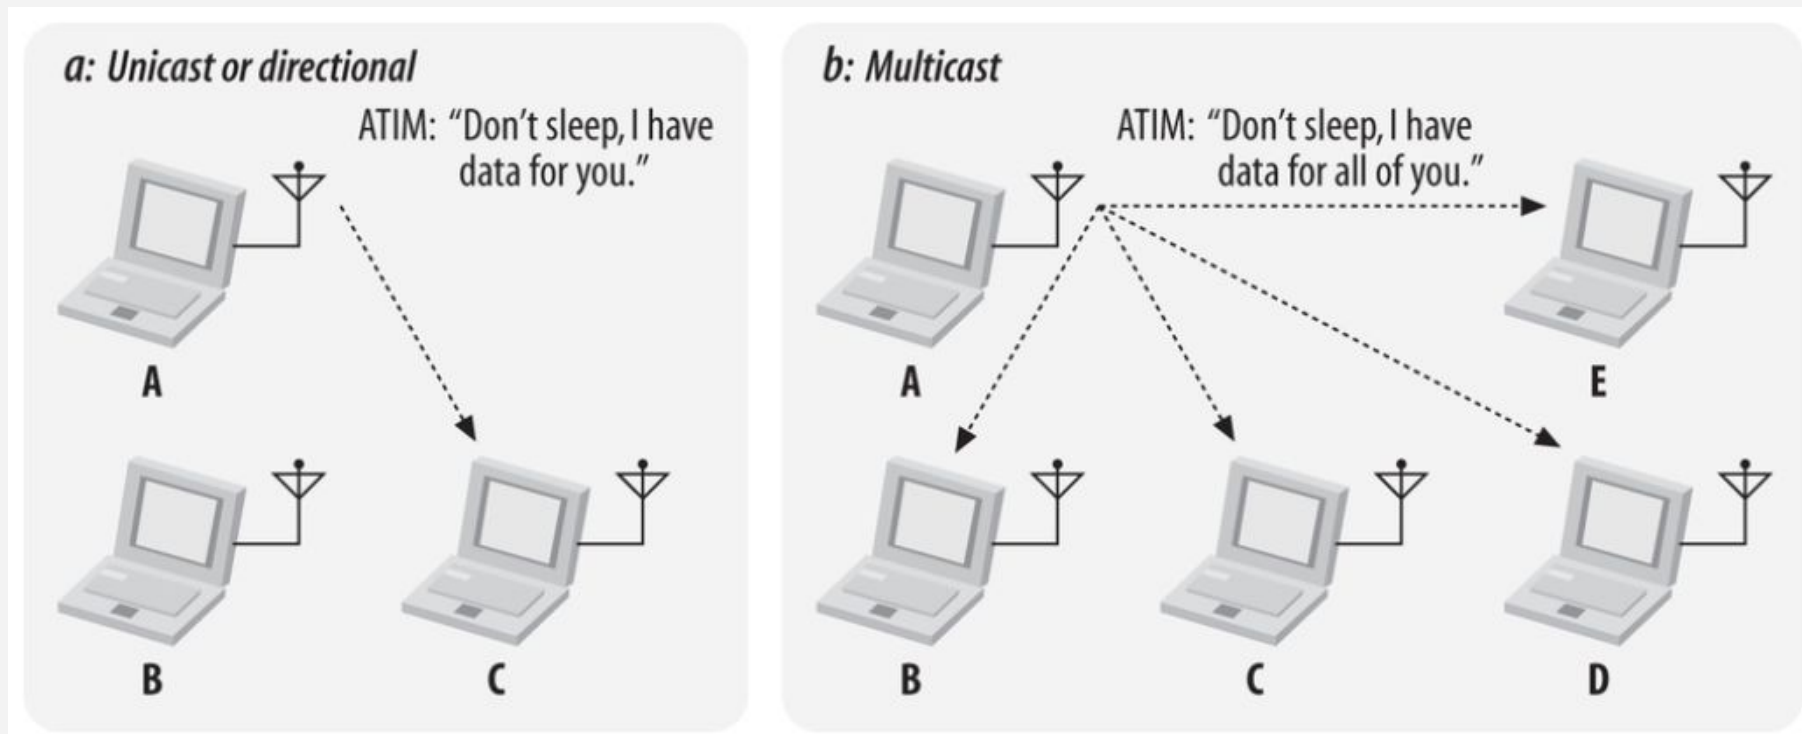 a: Unicast or directional
ATIM: “Don’t sleep, I have
data for you.”
A
B
C
b: Multicast
ATIM: “Don’t sleep, I have
data for all of you.”
A
E
B
C
D